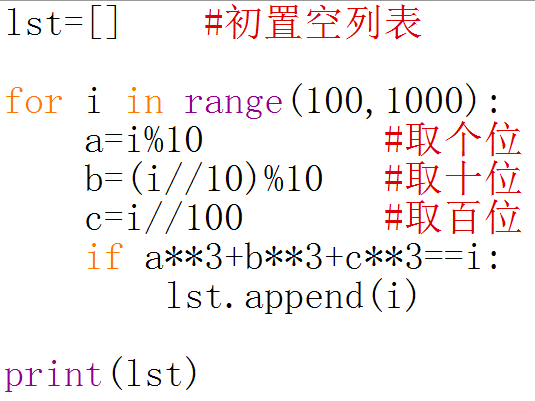 lst=[]    #初置空列表
for i in range(100,1000):
    a=i%10         #取个位
    b=(i//10)%10   #取十位
    c=i//100       #取百位
    if a**3+b**3+c**3==i:
        lst.append(i)
print(lst)